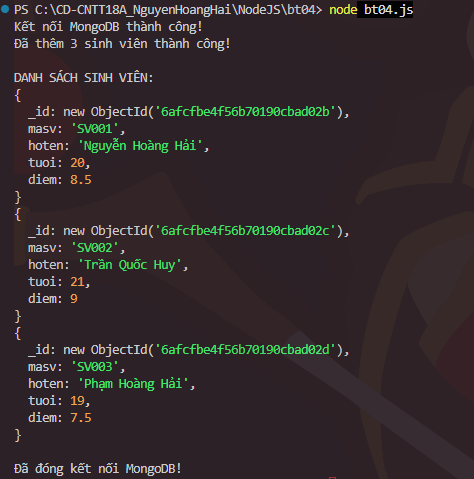 PS C:\CD-CNTT18A_NguyenHoangHai\NodeJS\bt04> node bt04.js
Kết nối MongoDB thành công!
Đã thêm 3 sinh viên thành công!
DANH SÁCH SINH VIÊN:
{
  _id: new ObjectId('6afcfbe4f56b70190cbad02b'),
  masv: 'SV001',
  hoten: 'Nguyễn Hoàng Hải',
  tuoi: 20,
  diem: 8.5
}
{
  _id: new ObjectId('6afcfbe4f56b70190cbad02c'),
  masv: 'SV002',
  hoten: 'Trần Quốc Huy',
  tuoi: 21,
  diem: 9
}
{
  _id: new ObjectId('6afcfbe4f56b70190cbad02d'),
  masv: 'SV003',
  hoten: 'Phạm Hoàng Hải',
  tuoi: 19,
  diem: 7.5
}
Đã đóng kết nối MongoDB!